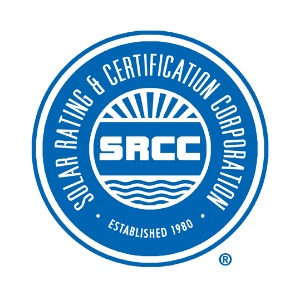 SOLAR RATING & CERTIFICATION CORPORATION
SRCC
• ESTABLISHED 1980 •
®